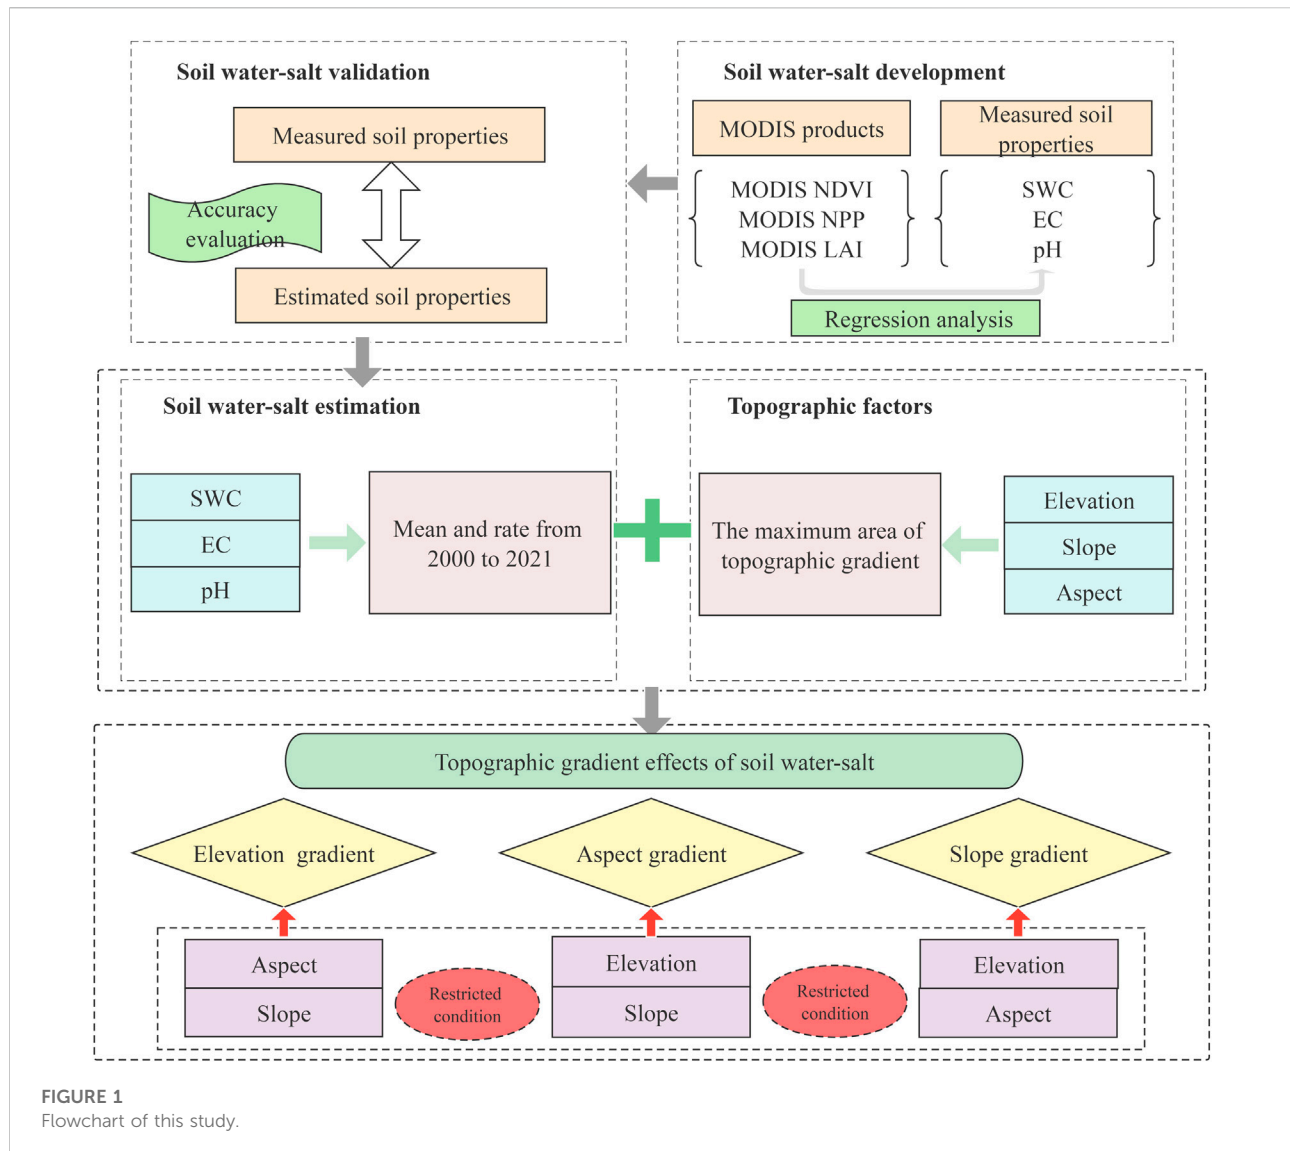 Soil water-salt validation
Measured soil properties
Accuracy
evaluation
Estimated soil properties
Soil water-salt development
MODIS products
Measured soil
properties
MODIS NDVI
MODIS NPP
MODIS LAI
SWC
EC
pH
Regression analysis
Soil water-salt estimation
SWC
EC
pH
Mean and rate from
2000 to 2021
Topographic factors
The maximum area of
topographic gradient
Elevation
Slope
Aspect
Topographic gradient effects of soil water-salt
Elevation gradient
Aspect gradient
Slope gradient
Aspect
Slope
Restricted
condition
Elevation
Slope
Restricted
condition
Elevation
Aspect
FIGURE 1
Flowchart of this study.